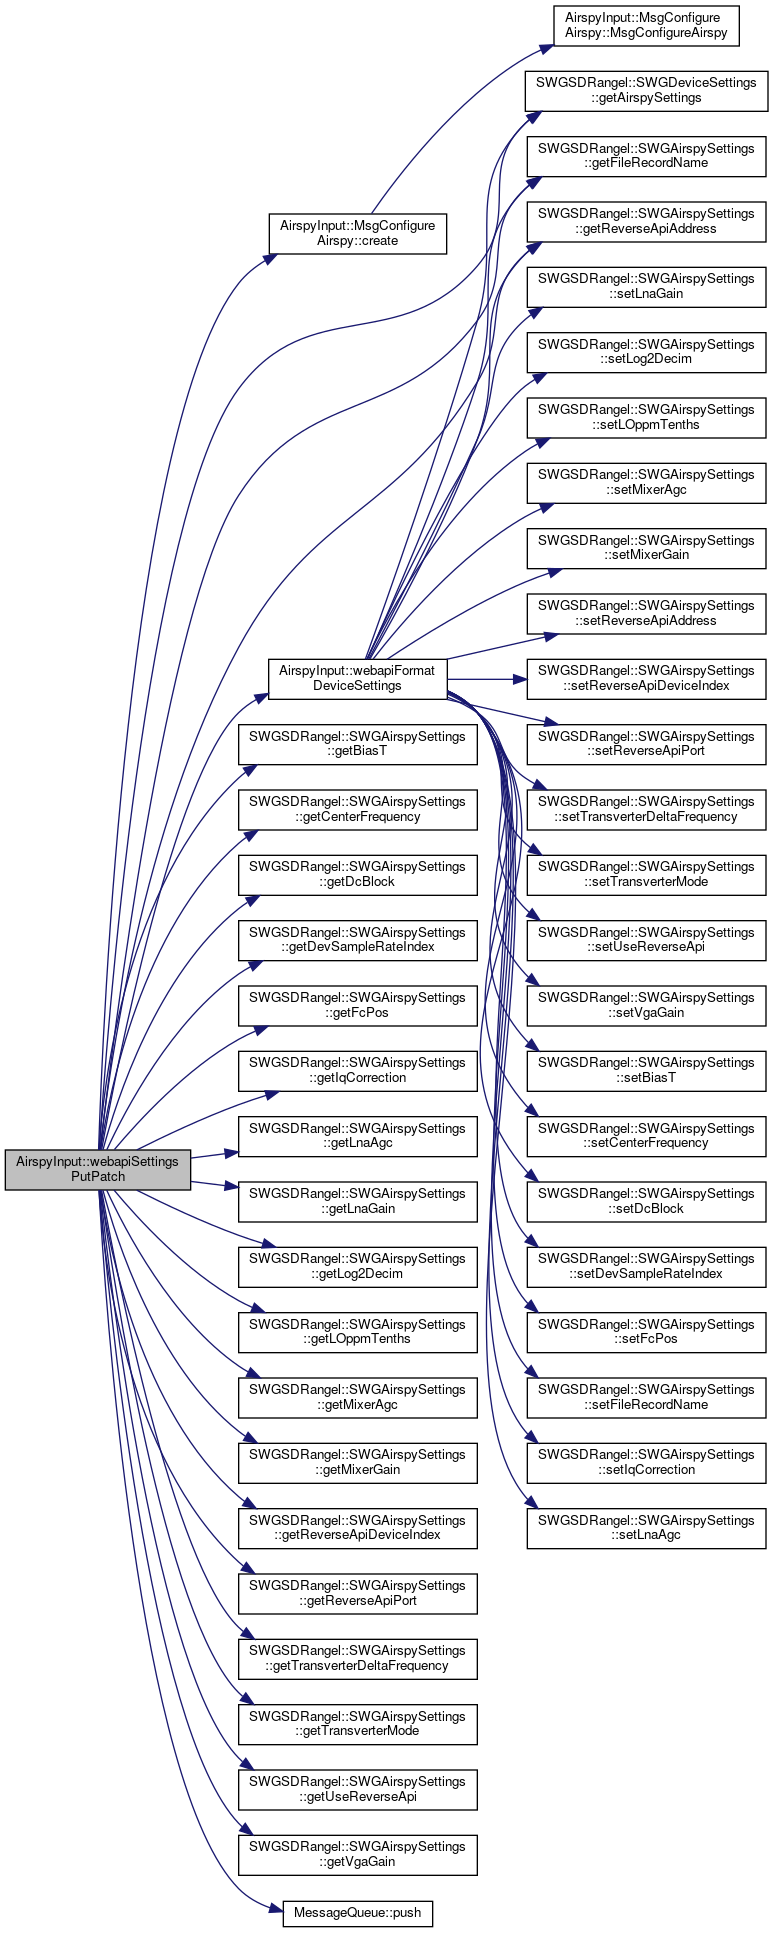 AirspyInput::MsgConfigure
Airspy::MsgConfigureAirspy
SWGSDRangel::SWGDeviceSettings
::getAirspySettings
SWGSDRangel::SWGAirspySettings
::getFileRecordName
SWGSDRangel::SWGAirspySettings
::getReverseApiAddress
AirspyInput::MsgConfigure
Airspy::create
SWGSDRangel::SWGAirspySettings
::setLnaGain
SWGSDRangel::SWGAirspySettings
::setLog2Decim
SWGSDRangel::SWGAirspySettings
::setLOppmTenths
SWGSDRangel::SWGAirspySettings
::setMixerAgc
SWGSDRangel::SWGAirspySettings
::setMixerGain
SWGSDRangel::SWGAirspySettings
::setReverseApiAddress
AirspyInput::webapiFormat
DeviceSettings
SWGSDRangel::SWGAirspySettings
::setReverseApiDeviceIndex
SWGSDRangel::SWGAirspySettings
::getBiasT
SWGSDRangel::SWGAirspySettings
::setReverseApiPort
SWGSDRangel::SWGAirspySettings
::getCenterFrequency
SWGSDRangel::SWGAirspySettings
::setTransverterDeltaFrequency
SWGSDRangel::SWGAirspySettings
::getDcBlock
SWGSDRangel::SWGAirspySettings
::setTransverterMode
SWGSDRangel::SWGAirspySettings
::getDevSampleRateIndex
SWGSDRangel::SWGAirspySettings
::setUseReverseApi
SWGSDRangel::SWGAirspySettings
::getFcPos
SWGSDRangel::SWGAirspySettings
::setVgaGain
SWGSDRangel::SWGAirspySettings
::getIqCorrection
SWGSDRangel::SWGAirspySettings
::setBiasT
SWGSDRangel::SWGAirspySettings
::getLnaAgc
SWGSDRangel::SWGAirspySettings
::setCenterFrequency
AirspyInput::webapiSettings
PutPatch
SWGSDRangel::SWGAirspySettings
::getLnaGain
SWGSDRangel::SWGAirspySettings
::setDcBlock
SWGSDRangel::SWGAirspySettings
::getLog2Decim
SWGSDRangel::SWGAirspySettings
::setDevSampleRateIndex
SWGSDRangel::SWGAirspySettings
::getLOppmTenths
SWGSDRangel::SWGAirspySettings
::setFcPos
SWGSDRangel::SWGAirspySettings
::getMixerAgc
SWGSDRangel::SWGAirspySettings
::setFileRecordName
SWGSDRangel::SWGAirspySettings
::getMixerGain
SWGSDRangel::SWGAirspySettings
::setIqCorrection
SWGSDRangel::SWGAirspySettings
::getReverseApiDeviceIndex
SWGSDRangel::SWGAirspySettings
::setLnaAgc
SWGSDRangel::SWGAirspySettings
::getReverseApiPort
SWGSDRangel::SWGAirspySettings
::getTransverterDeltaFrequency
SWGSDRangel::SWGAirspySettings
::getTransverterMode
SWGSDRangel::SWGAirspySettings
::getUseReverseApi
SWGSDRangel::SWGAirspySettings
::getVgaGain
MessageQueue::push